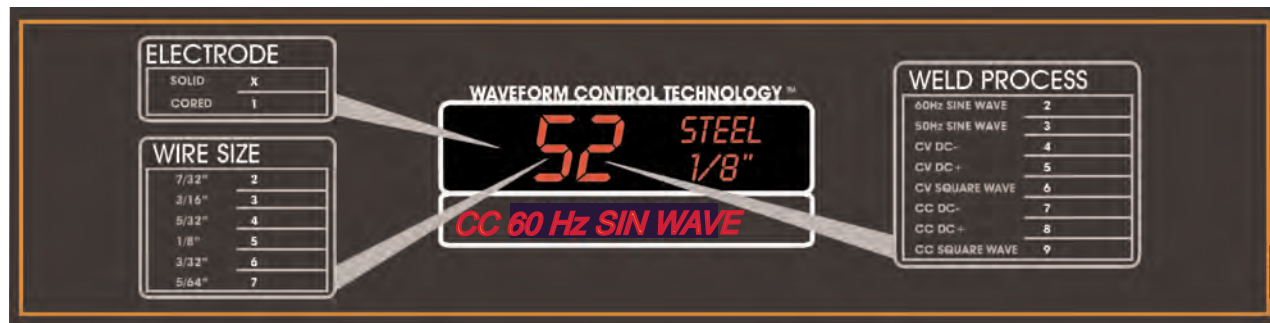 ELECTRODE
SOLID X
CORED 1
WIRE SIZE
7/32" 2
3/16" 3
5/32" 4
1/8" 5
3/32" 6
5/64" 7
WAVEFORM CONTROL TECHNOLOGY ™
52 STEEL
1/8"
CC 60 Hz SIN WAVE
WELD PROCESS
60Hz SINE WAVE 2
50Hz SINE WAVE 3
CV DC- 4
CV DC+ 5
CV SQUARE WAVE 6
CC DC- 7
CC DC+ 8
CC SQUARE WAVE 9